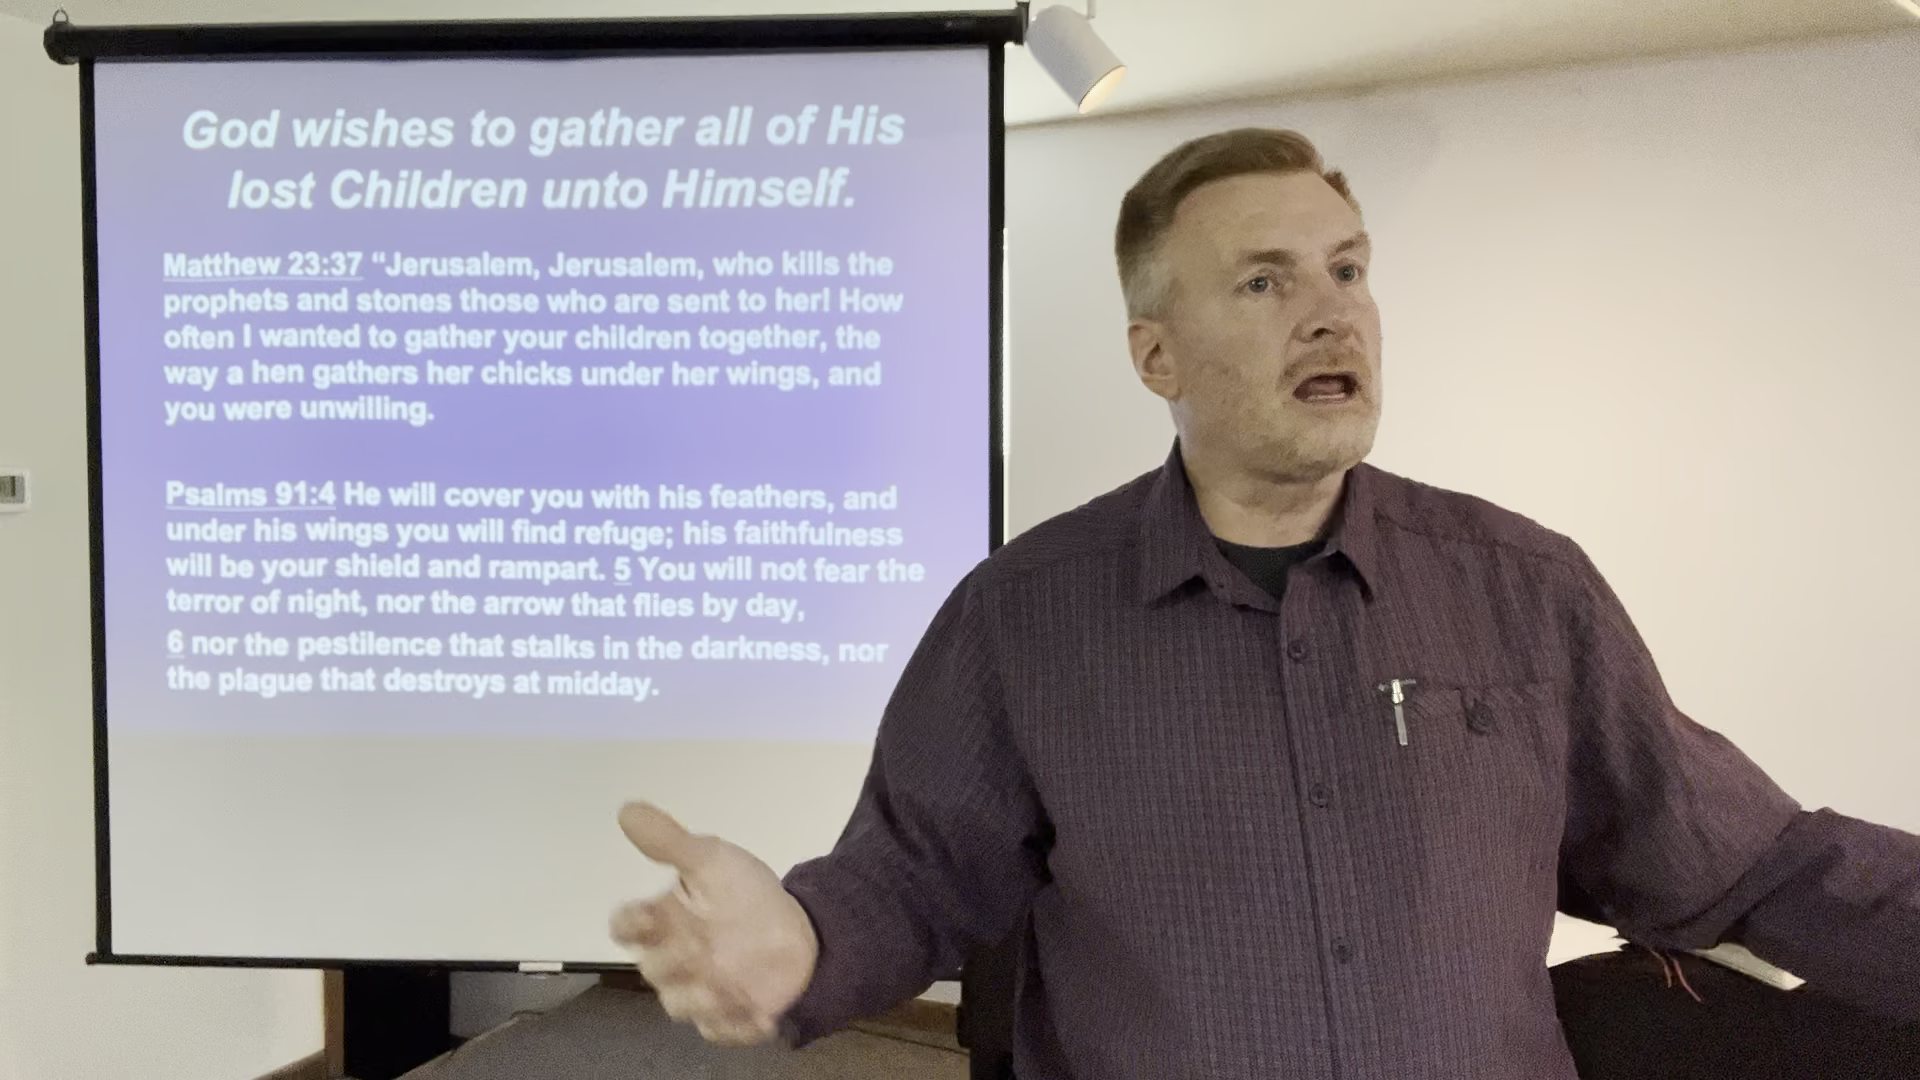 God wishes to gather all of His
lost Children unto Himself.
Matthew 23:37 “Jerusalem, Jerusalem, who kills the
prophets and stones those who are sent to her! How
often I wanted to gather your children together, the
way a hen gathers her chicks under her wings, and
you were unwilling.
Psalms 91:4 He will cover you with his feathers, and
under his wings you will find refuge; his faithfulness
will be your shield and rampart. 5 You will not fear the
terror of night, nor the arrow that flies by day,
6 nor the pestilence that stalks in the darkness, nor
the plague that destroys at midday.